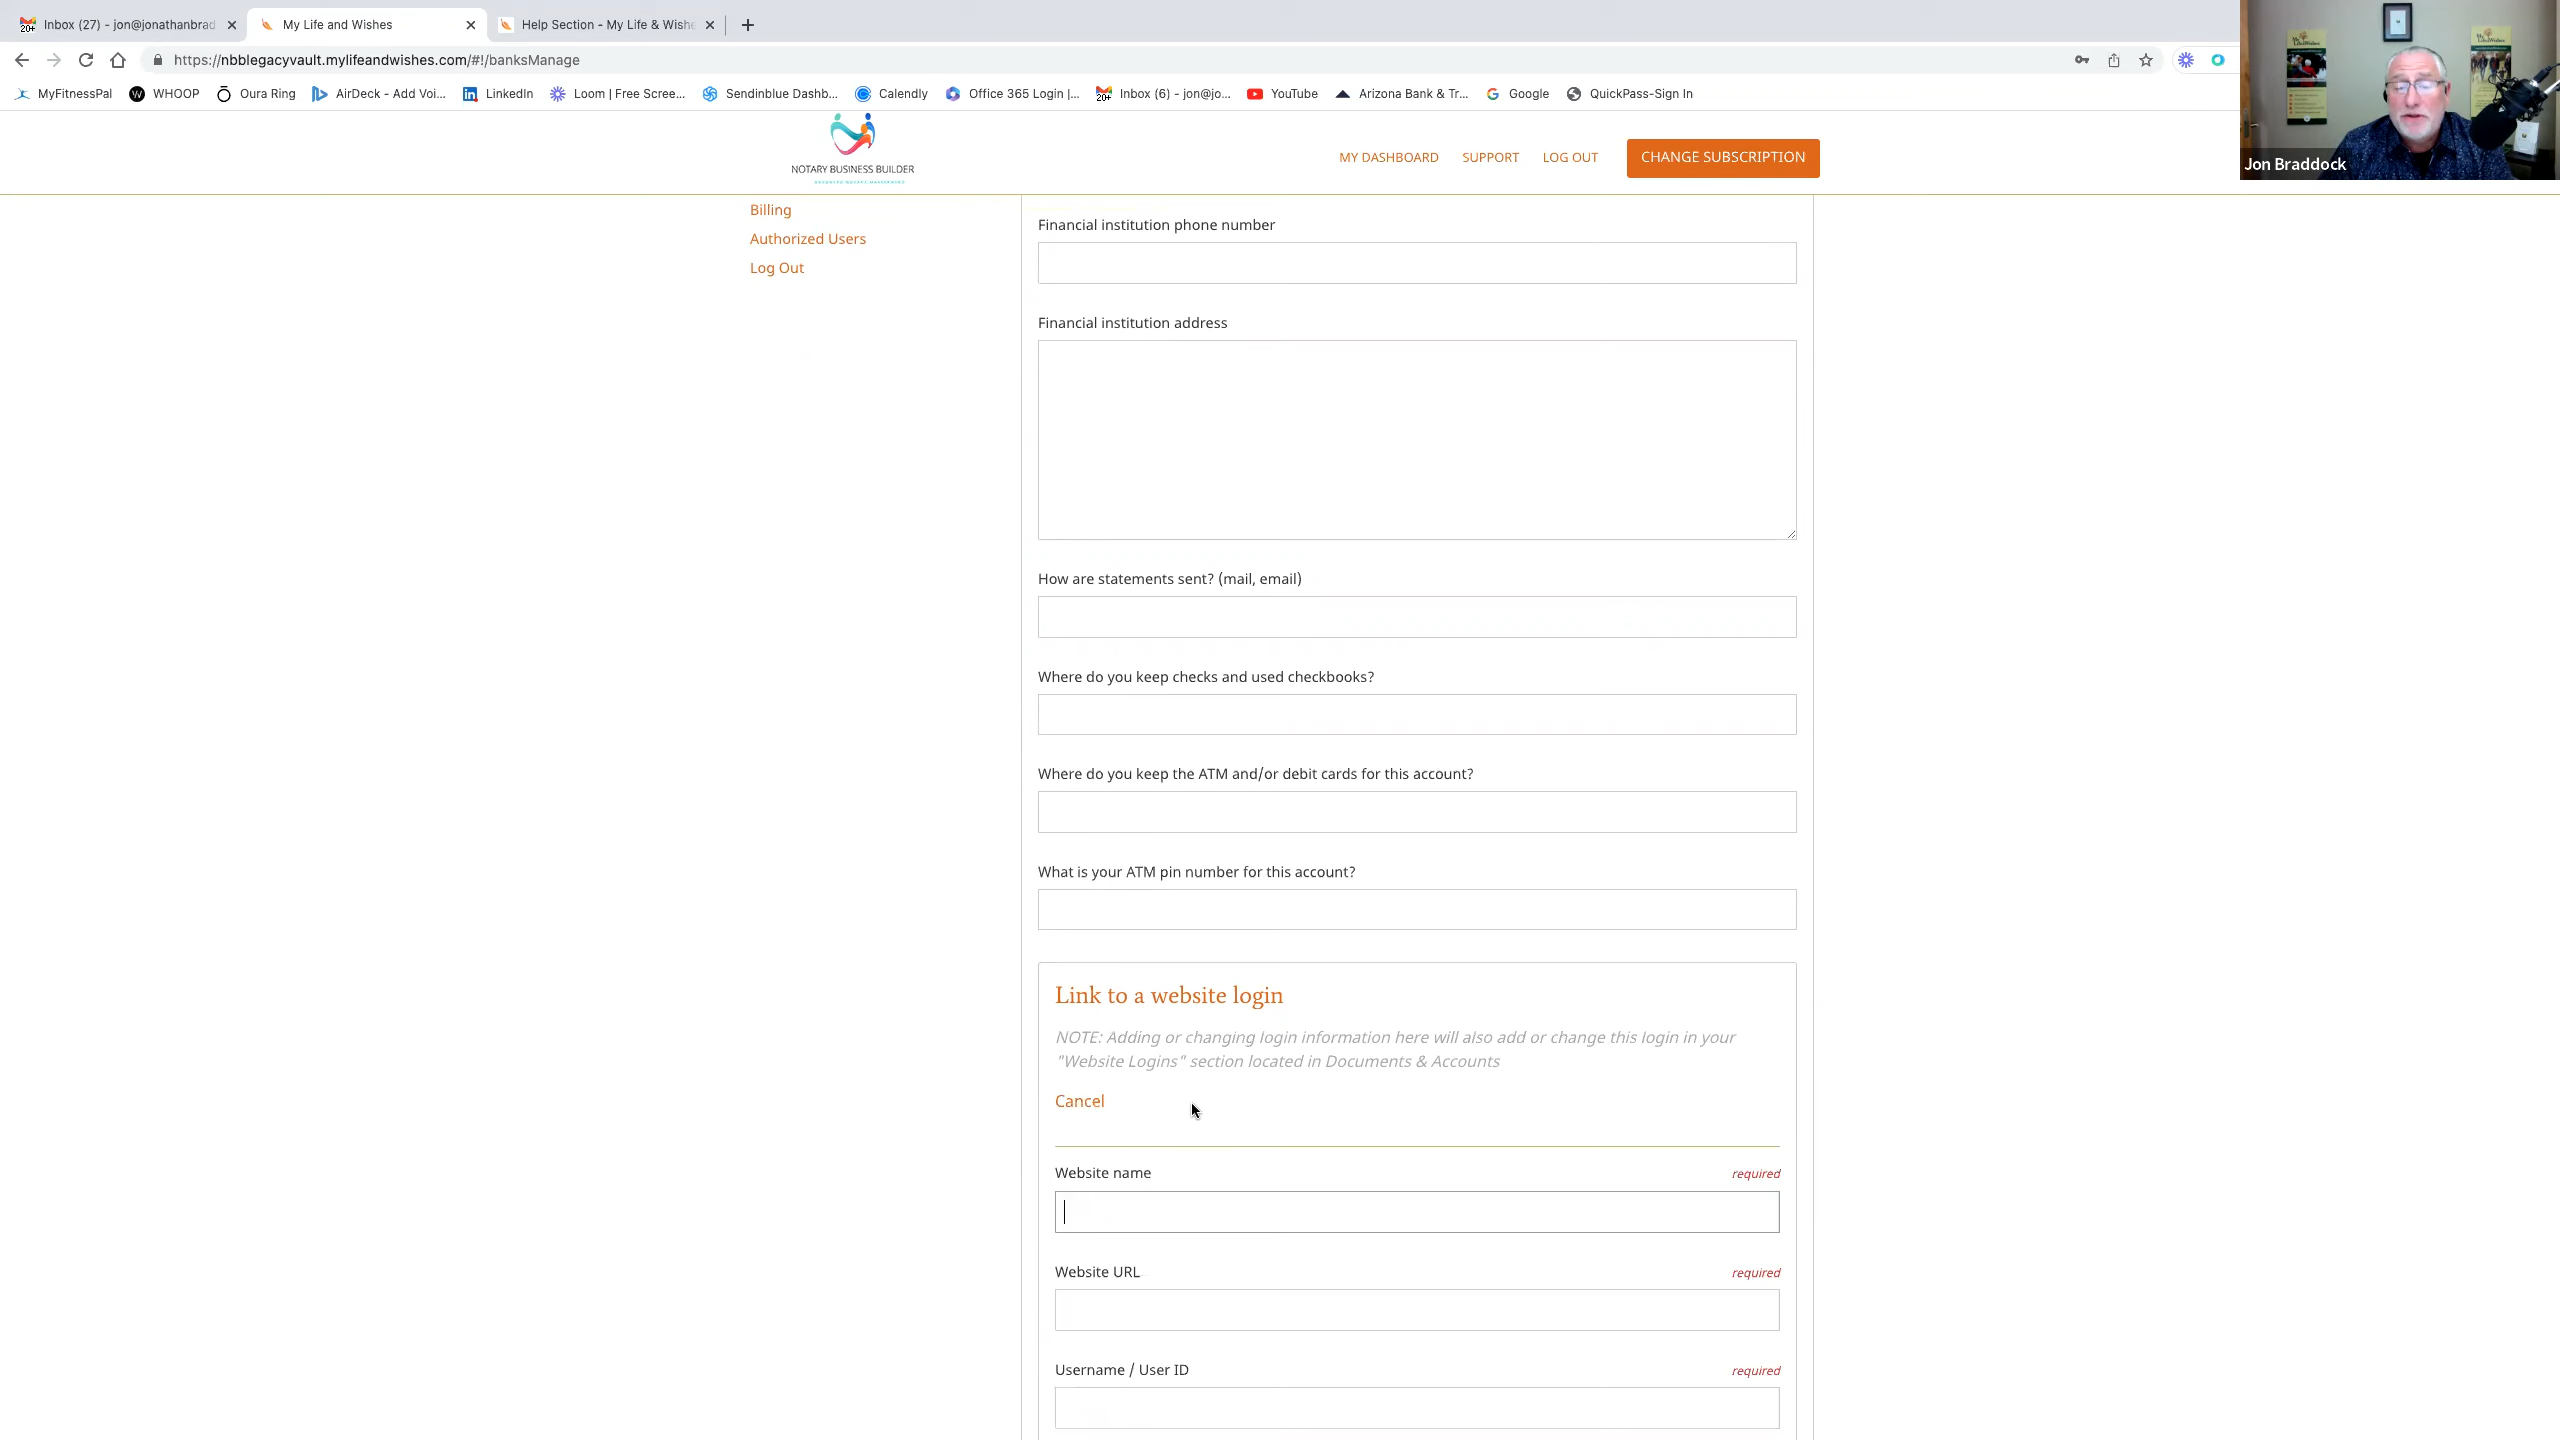 Inbox (27) - jon@jonathanbrad
My Life and Wishes
Help Section - My Life & Wishe
https://nbblegacyvault.mylifeandwishes.com/#!/banksManage
MyFitnessPal
WHOOP
Oura Ring
AirDeck - Add Voi...
LinkedIn
Loom | Free Scree...
Sendinblue Dashb...
Calendly
Office 365 Login |...
Inbox (6) - jon@jo...
YouTube
Arizona Bank & Tr...
Google
QuickPass-Sign In
Jon Braddock
NOTARY BUSINESS BUILDER
MY DASHBOARD
SUPPORT
LOG OUT
CHANGE SUBSCRIPTION
Billing
Authorized Users
Log Out
Financial institution phone number
Financial institution address
How are statements sent? (mail, email)
Where do you keep checks and used checkbooks?
Where do you keep the ATM and/or debit cards for this account?
What is your ATM pin number for this account?
Link to a website login
NOTE: Adding or changing login information here will also add or change this login in your
"Website Logins" section located in Documents & Accounts
Cancel
Website name required
Website URL required
Username / User ID required